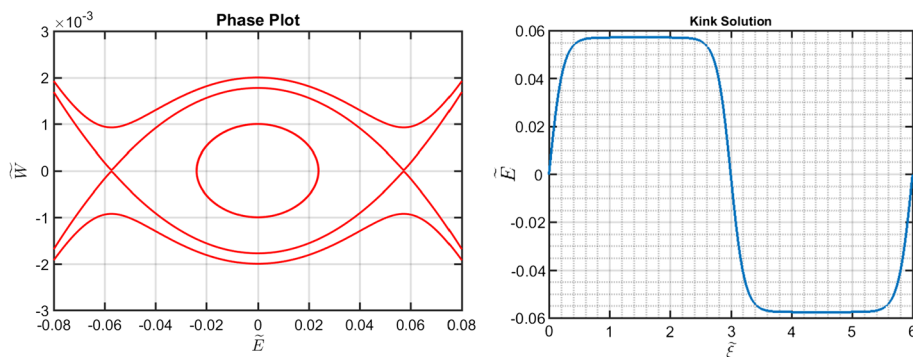 Phase Plot
×10⁻³
3
2
1
0
-1
-2
-3
W̃
-0.08 -0.06 -0.04 -0.02 0 0.02 0.04 0.06 0.08
Ẽ
Kink Solution
0.06
0.04
0.02
0
-0.02
-0.04
-0.06
Ẽ
0 1 2 3 4 5 6
ξ̃